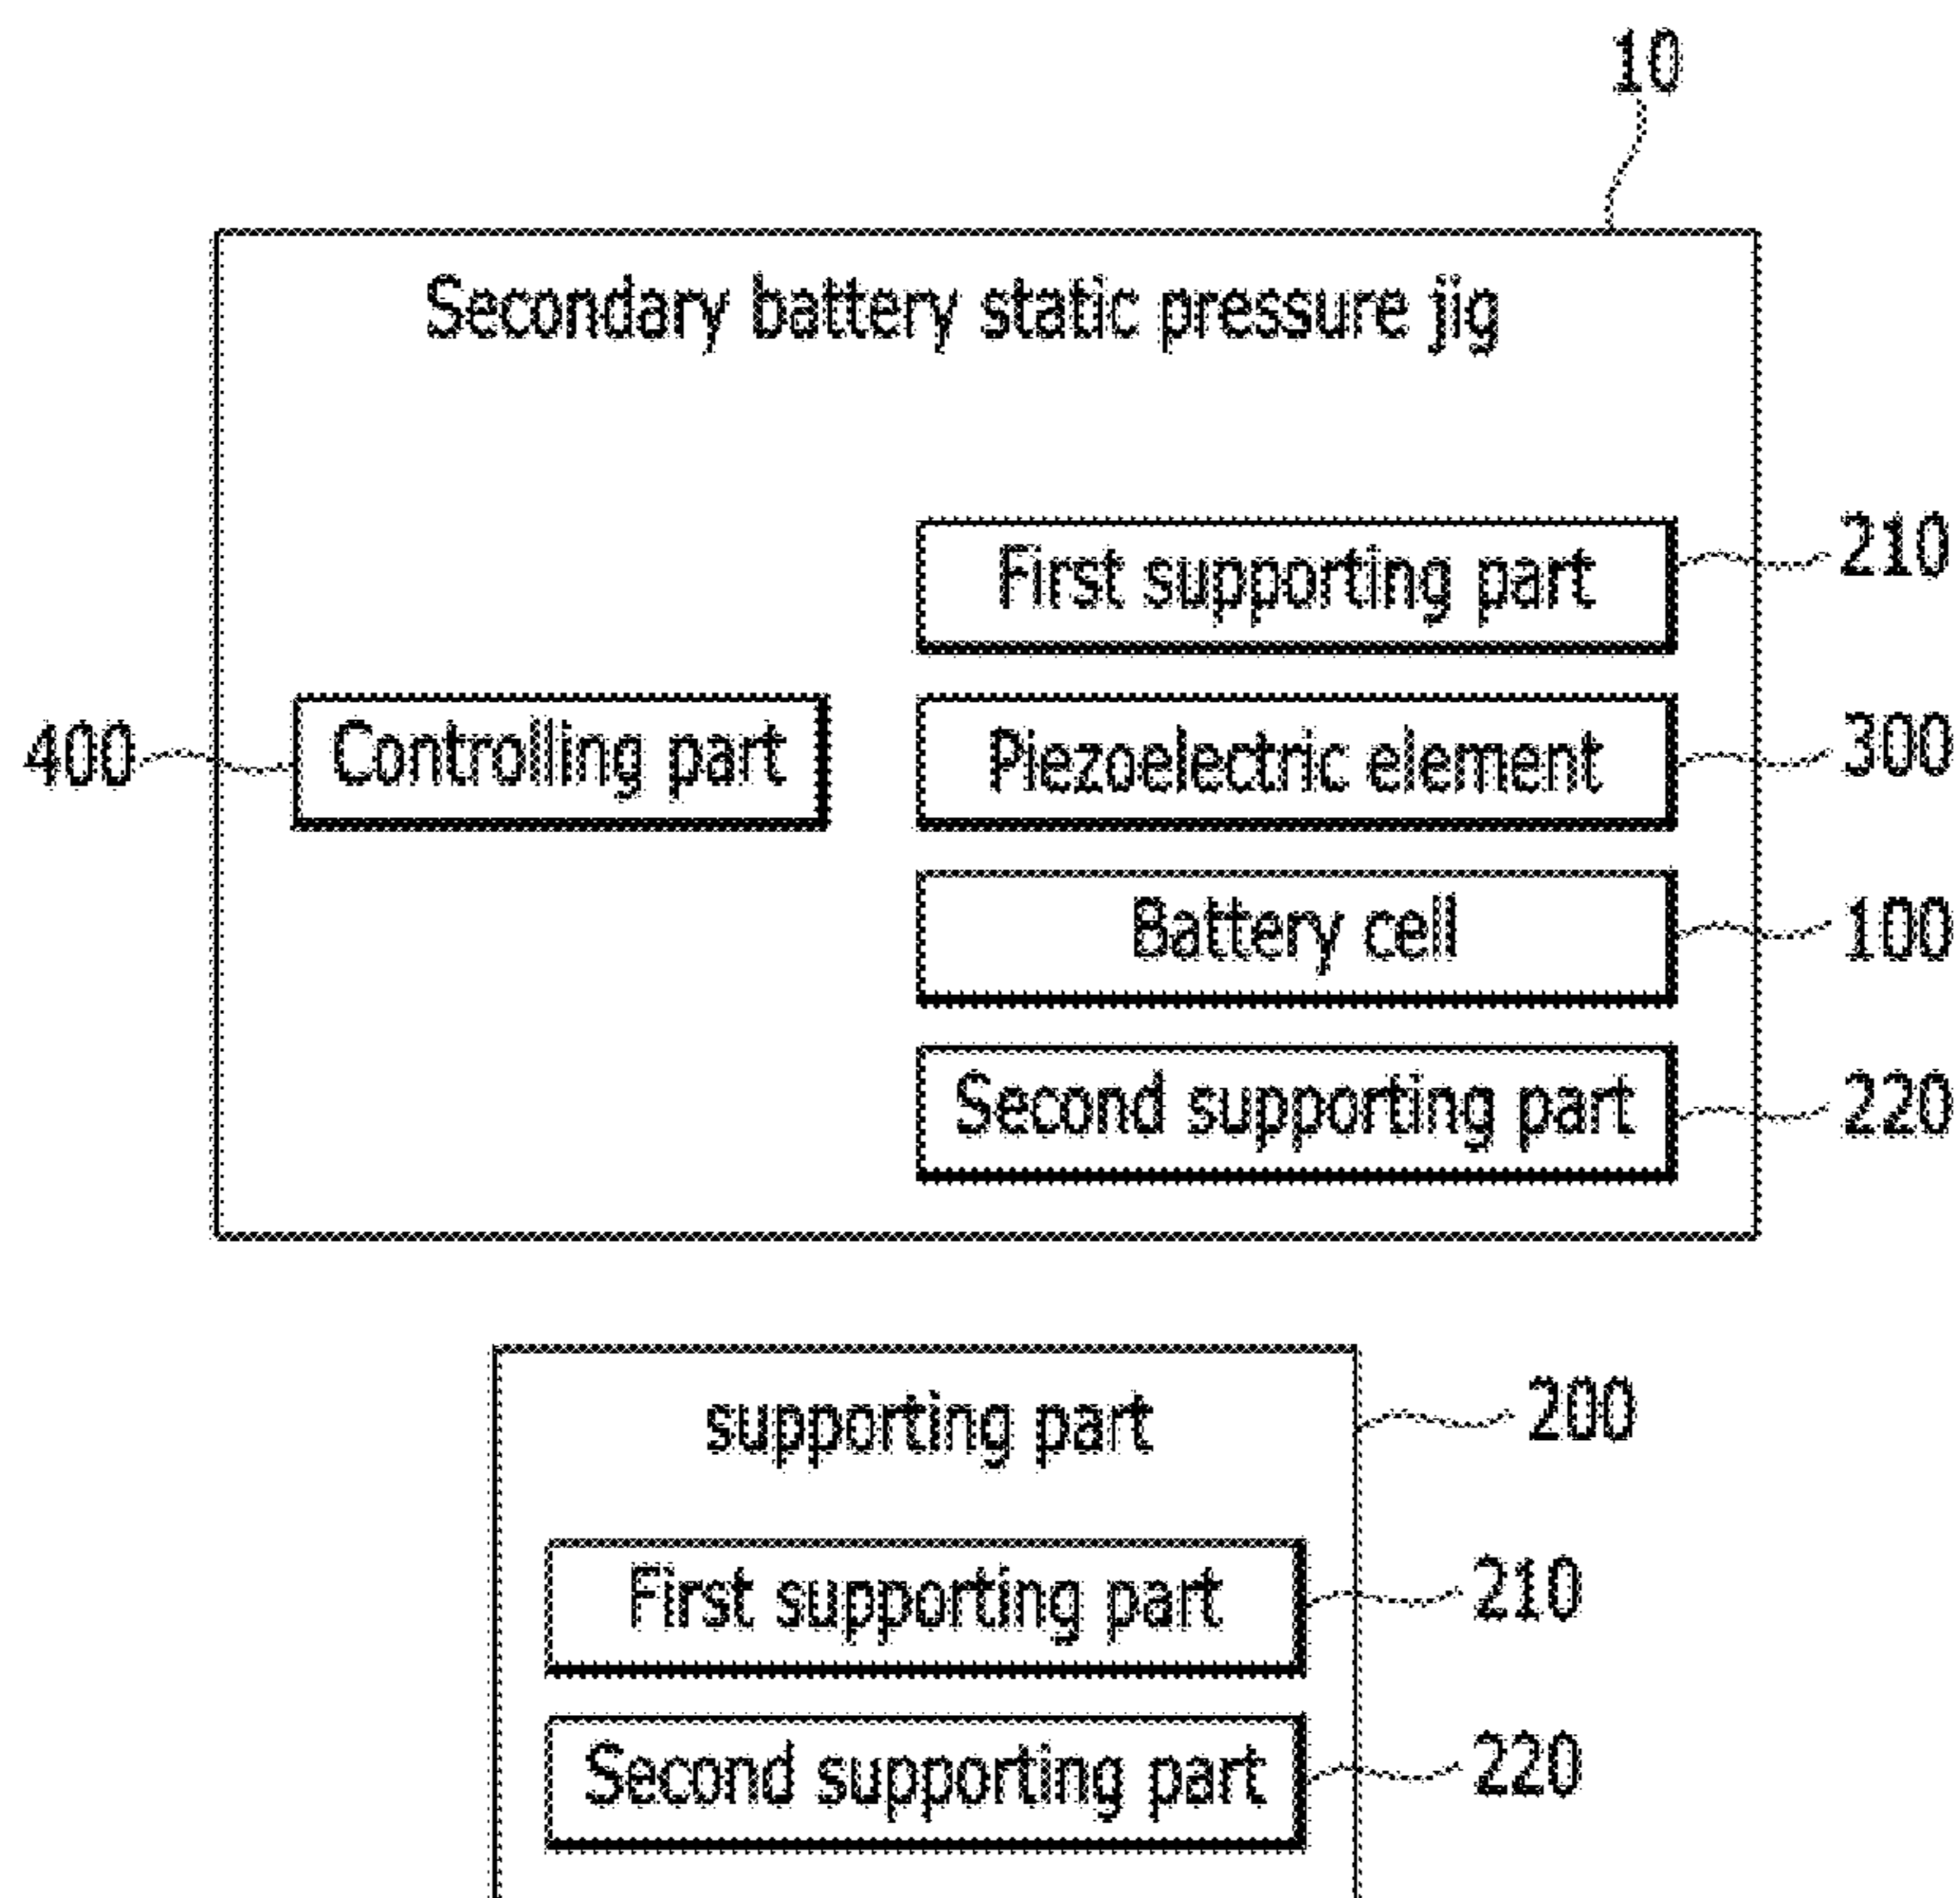 10
Secondary battery static pressure jig
First supporting part 210
400 Controlling part Piezoelectric element 300
Battery cell 100
Second supporting part 220
supporting part 200
First supporting part 210
Second supporting part 220